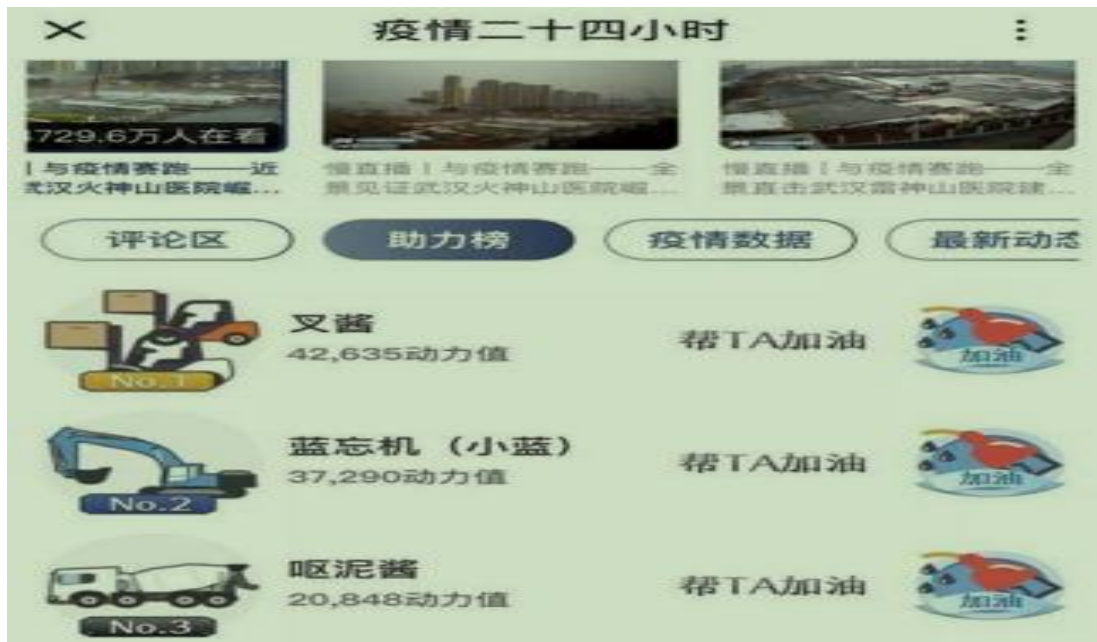 疫情二十四小时
3729.6万人在看
丨与疫情赛跑——近
武汉火神山医院崛...
慢直播丨与疫情赛跑——全
景见证武汉火神山医院崛...
慢直播丨与疫情赛跑——全
景直击武汉雷神山医院建...
评论区
助力榜
疫情数据
最新动态
叉酱
42,635动力值
No.1
帮TA加油
加油
蓝忘机（小蓝）
37,290动力值
No.2
帮TA加油
加油
呕泥酱
20,848动力值
No.3
帮TA加油
加油